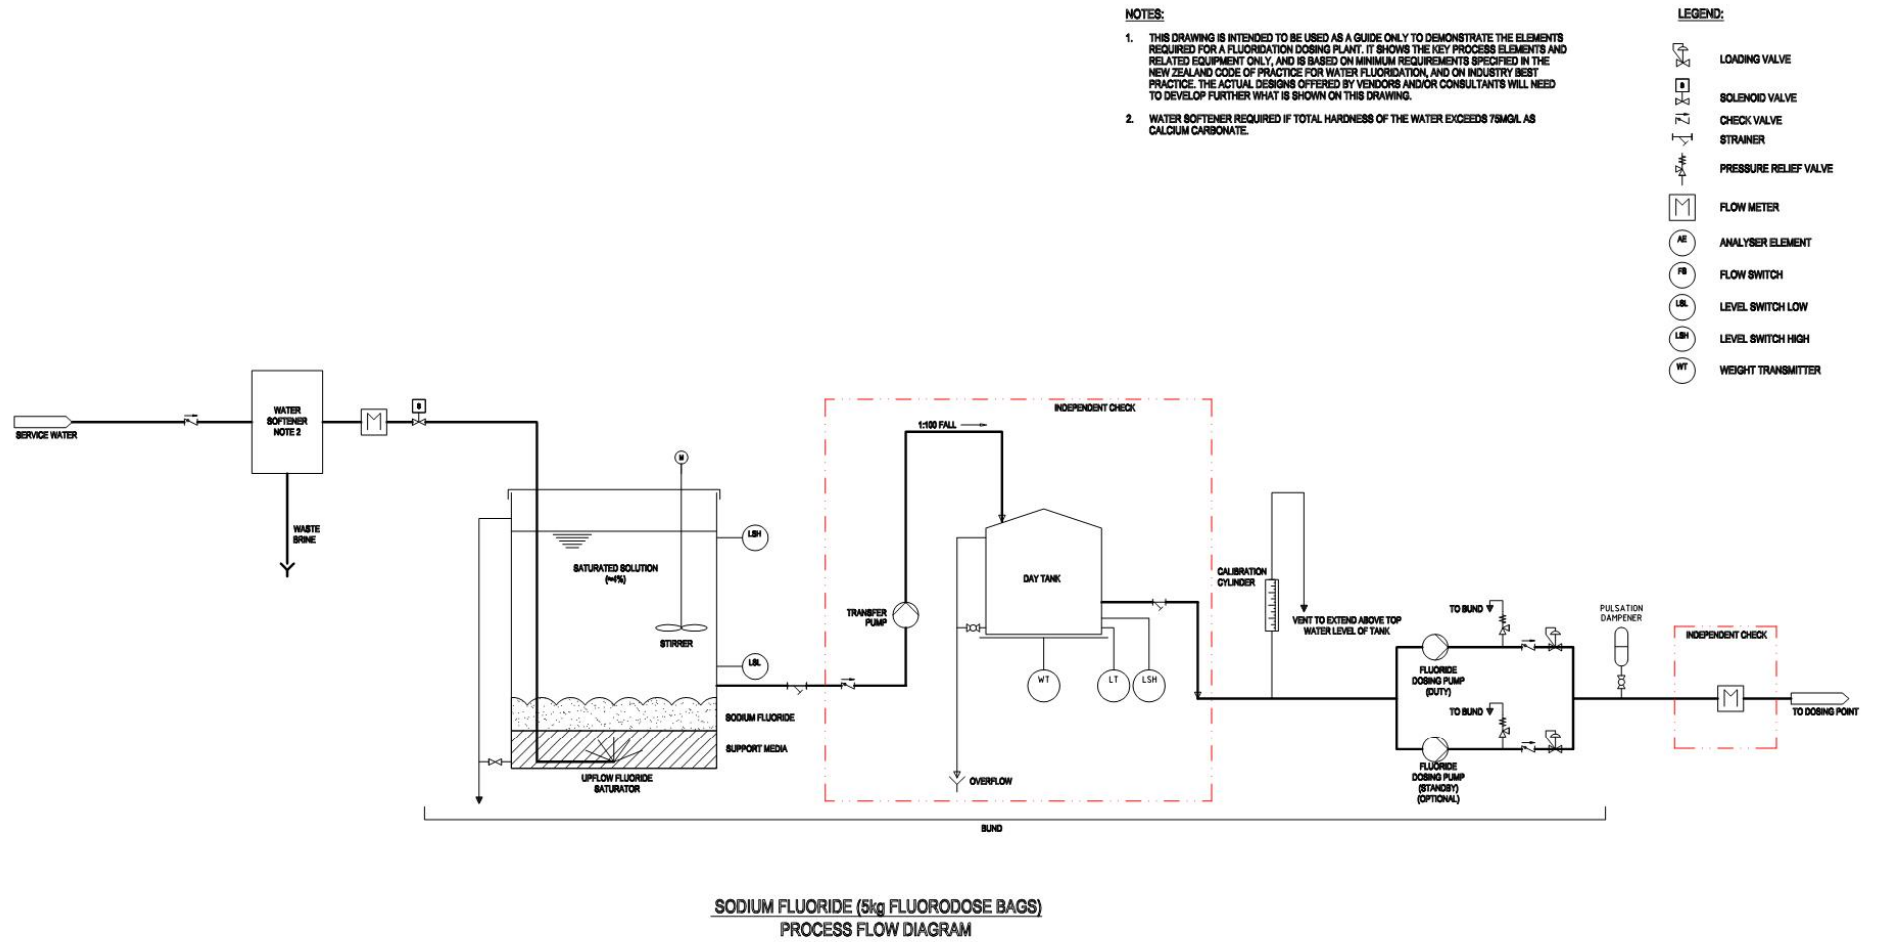 NOTES:
1. THIS DRAWING IS INTENDED TO BE USED AS A GUIDE ONLY TO DEMONSTRATE THE ELEMENTS
REQUIRED FOR A FLUORIDATION DOSING PLANT. IT SHOWS THE KEY PROCESS ELEMENTS AND
RELATED EQUIPMENT ONLY, AND IS BASED ON MINIMUM REQUIREMENTS SPECIFIED IN THE
NEW ZEALAND CODE OF PRACTICE FOR WATER FLUORIDATION, AND ON INDUSTRY BEST
PRACTICE. THE ACTUAL DESIGNS OFFERED BY VENDORS AND/OR CONSULTANTS WILL NEED
TO DEVELOP FURTHER WHAT IS SHOWN ON THIS DRAWING.
2. WATER SOFTENER REQUIRED IF TOTAL HARDNESS OF THE WATER EXCEEDS 75MG/L AS
CALCIUM CARBONATE.
LEGEND:
LOADING VALVE
S
SOLENOID VALVE
CHECK VALVE
STRAINER
PRESSURE RELIEF VALVE
M
FLOW METER
AE
ANALYSER ELEMENT
FS
FLOW SWITCH
LSL
LEVEL SWITCH LOW
LSH
LEVEL SWITCH HIGH
WT
WEIGHT TRANSMITTER
SERVICE WATER
WATER
SOFTENER
NOTE 2
M
S
WASTE
BRINE
M
LSH
SATURATED SOLUTION
(≈4%)
STIRRER
LSL
SODIUM FLUORIDE
SUPPORT MEDIA
UPFLOW FLUORIDE
SATURATOR
INDEPENDENT CHECK
1:100 FALL
TRANSFER
PUMP
DAY TANK
WT
LT
LSH
OVERFLOW
CALIBRATION
CYLINDER
VENT TO EXTEND ABOVE TOP
WATER LEVEL OF TANK
TO BUND
FLUORIDE
DOSING PUMP
(DUTY)
TO BUND
FLUORIDE
DOSING PUMP
(STANDBY)
(OPTIONAL)
PULSATION
DAMPENER
INDEPENDENT CHECK
M
TO DOSING POINT
BUND
SODIUM FLUORIDE (5kg FLUORODOSE BAGS)
PROCESS FLOW DIAGRAM